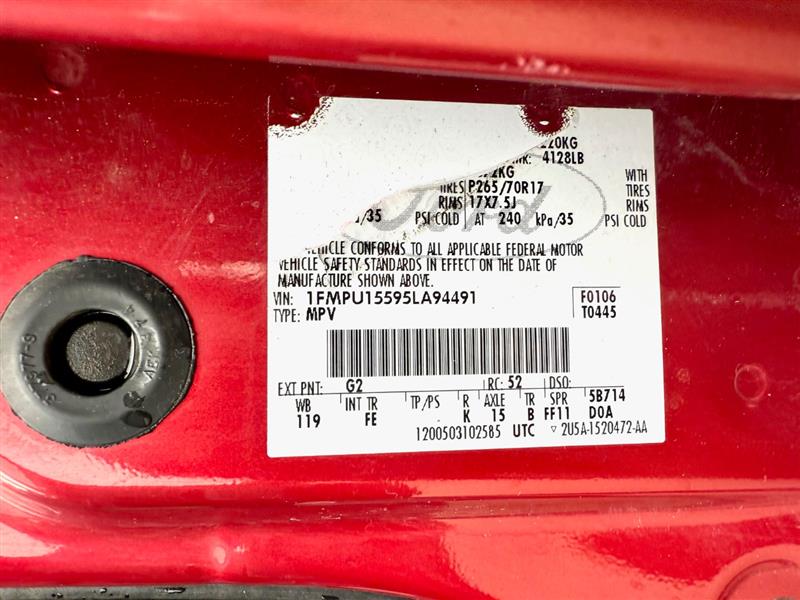 220KG
4128LB
WITH
TIRES P265/70R17 TIRES
RIMS 17X7.5J RIMS
/35 PSI COLD AT 240 kPa/35 PSI COLD
Ford
VEHICLE CONFORMS TO ALL APPLICABLE FEDERAL MOTOR
VEHICLE SAFETY STANDARDS IN EFFECT ON THE DATE OF
MANUFACTURE SHOWN ABOVE.
VIN: 1FMPU15595LA94491 F0106
TYPE: MPV T0445
EXT PNT: G2 RC: 52 DSO:
WB INT TR TP/PS R AXLE TR SPR 5B714
119 FE K 15 B FF11 D0A
1200503102585 UTC ▽ 2U5A-1520472-AA